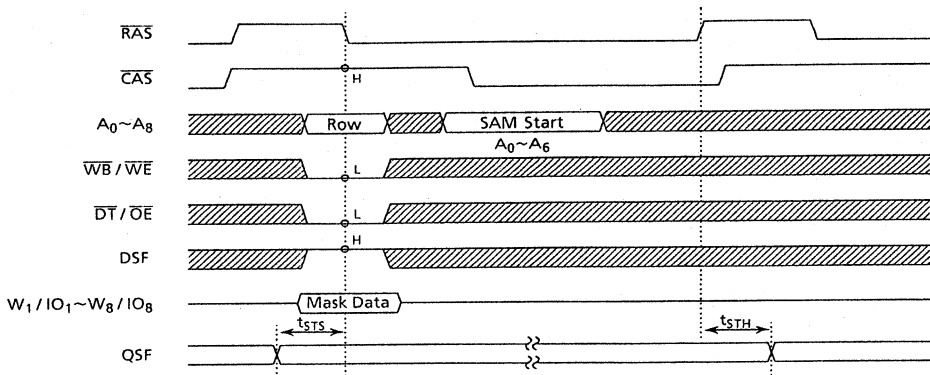 RAS
CAS H
A0~A8 Row SAM Start
A0~A6
WB / WE L
DT / OE L
DSF H
W1 / IO1~W8 / IO8 Mask Data
tSTS tSTH
QSF